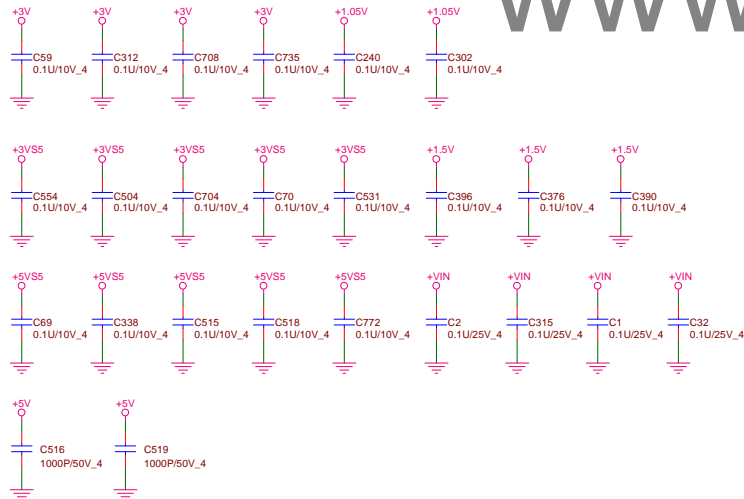 WWW
+3V +3V +3V +3V +1.05V +1.05V
C59 C312 C708 C735 C240 C302
0.1U/10V_4 0.1U/10V_4 0.1U/10V_4 0.1U/10V_4 0.1U/10V_4 0.1U/10V_4
+3VS5 +3VS5 +3VS5 +3VS5 +3VS5 +1.5V +1.5V +1.5V
C554 C504 C704 C70 C531 C396 C376 C390
0.1U/10V_4 0.1U/10V_4 0.1U/10V_4 0.1U/10V_4 0.1U/10V_4 0.1U/10V_4 0.1U/10V_4 0.1U/10V_4
+5VS5 +5VS5 +5VS5 +5VS5 +5VS5 +VIN +VIN +VIN +VIN
C69 C338 C515 C518 C772 C2 C315 C1 C32
0.1U/10V_4 0.1U/10V_4 0.1U/10V_4 0.1U/10V_4 0.1U/10V_4 0.1U/25V_4 0.1U/25V_4 0.1U/25V_4 0.1U/25V_4
+5V +5V
C516 C519
1000P/50V_4 1000P/50V_4